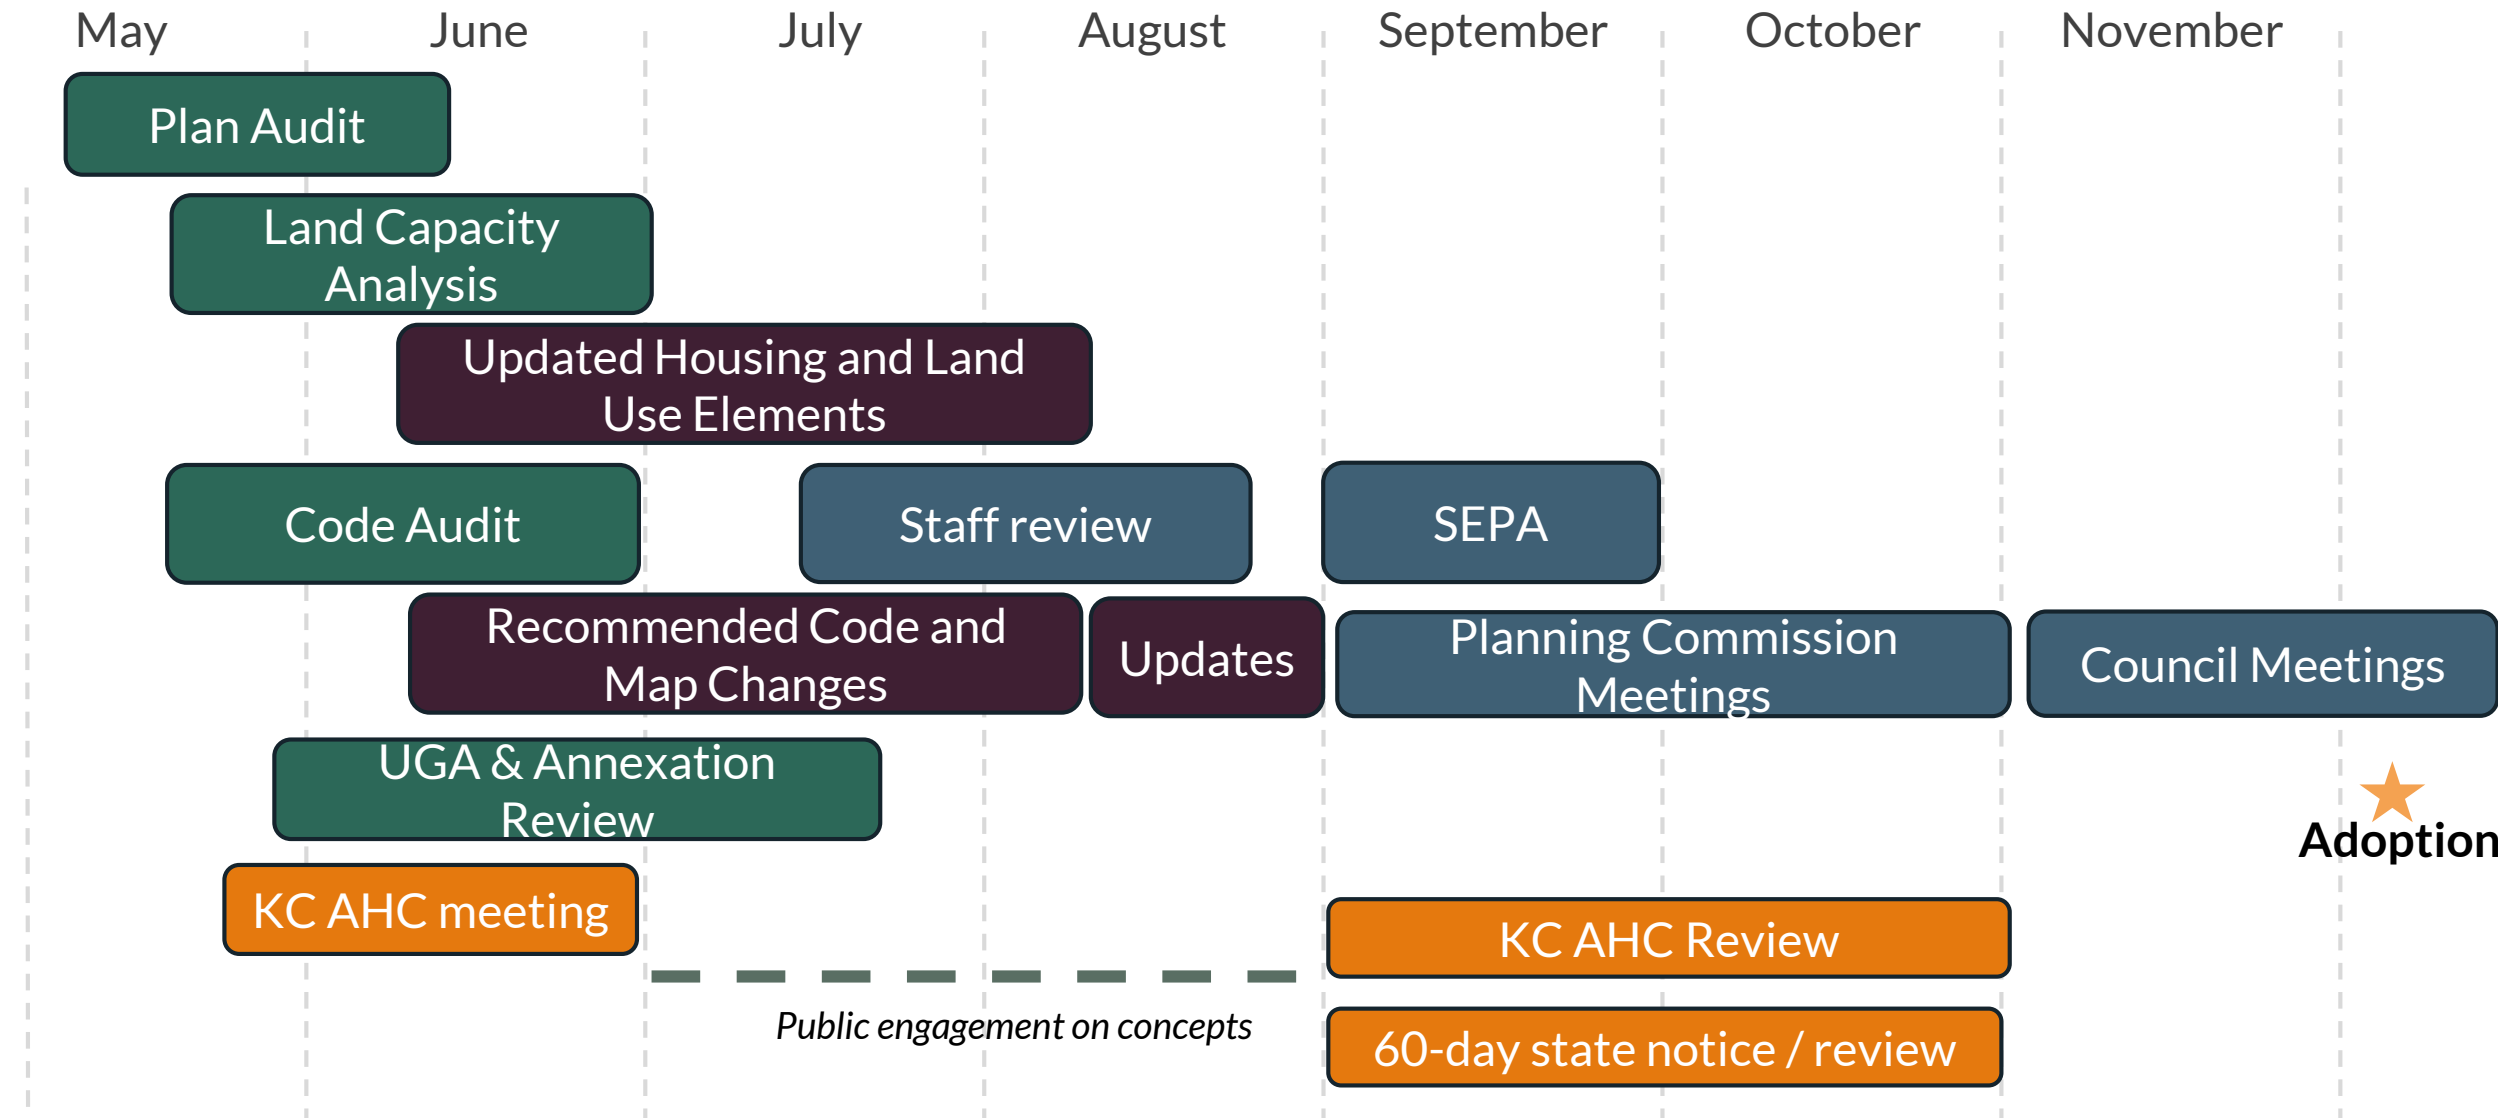 May
June
July
August
September
October
November
Plan Audit
Land Capacity
Analysis
Updated Housing and Land
Use Elements
Code Audit
Staff review
SEPA
Recommended Code and
Map Changes
Updates
Planning Commission
Meetings
Council Meetings
UGA & Annexation
Review
Adoption
KC AHC meeting
KC AHC Review
Public engagement on concepts
60-day state notice / review